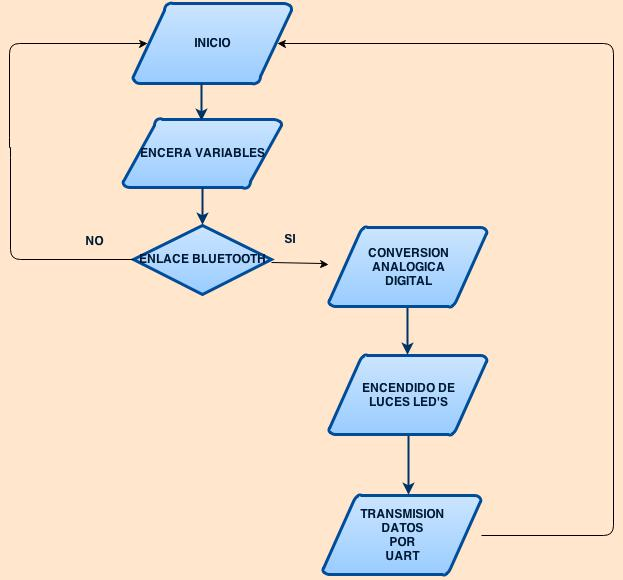 INICIO
ENCERA VARIABLES
NO
ENLACE BLUETOOTH
SI
CONVERSION
ANALOGICA
DIGITAL
ENCENDIDO DE
LUCES LED'S
TRANSMISION
DATOS
POR
UART